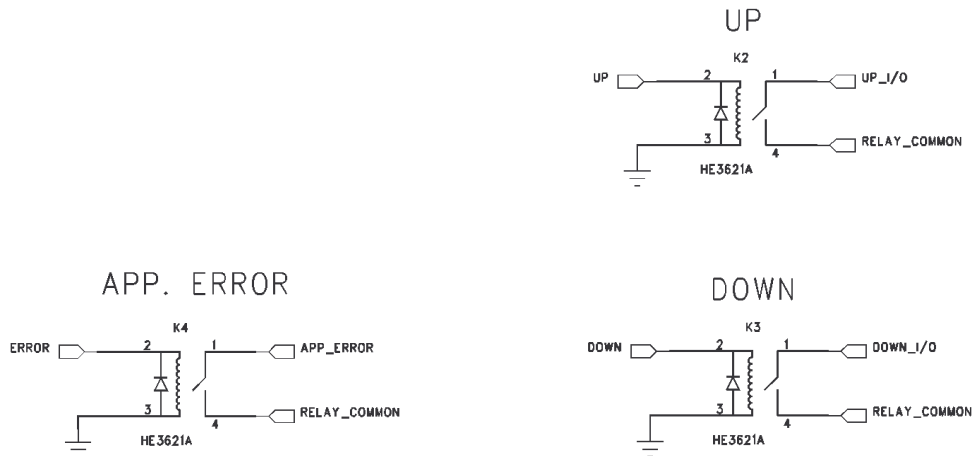 UP
K2
UP 2 1 UP_I/O
3 4 RELAY_COMMON
HE3621A
APP. ERROR
K4
ERROR 2 1 APP_ERROR
3 4 RELAY_COMMON
HE3621A
DOWN
K3
DOWN 2 1 DOWN_I/O
3 4 RELAY_COMMON
HE3621A